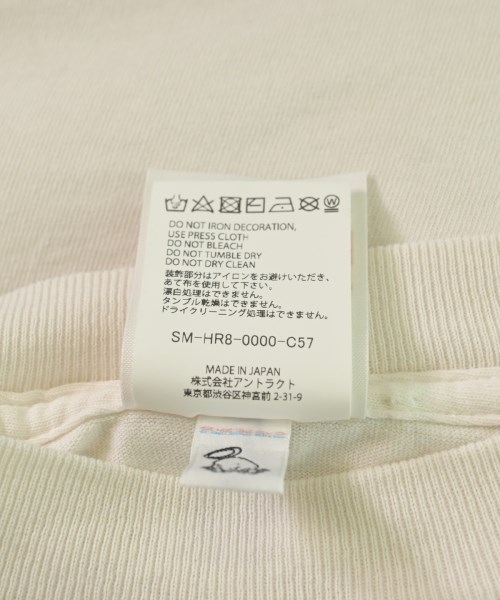 DO NOT IRON DECORATION,
USE PRESS CLOTH
DO NOT BLEACH
DO NOT TUMBLE DRY
DO NOT DRY CLEAN
装飾部分はアイロンをお避けいただき、
あて布を使用して下さい。
漂白処理はできません。
タンブル乾燥はできません。
ドライクリーニング処理はできません。
SM-HR8-0000-C57
MADE IN JAPAN
株式会社アントラクト
東京都渋谷区神宮前 2-31-9